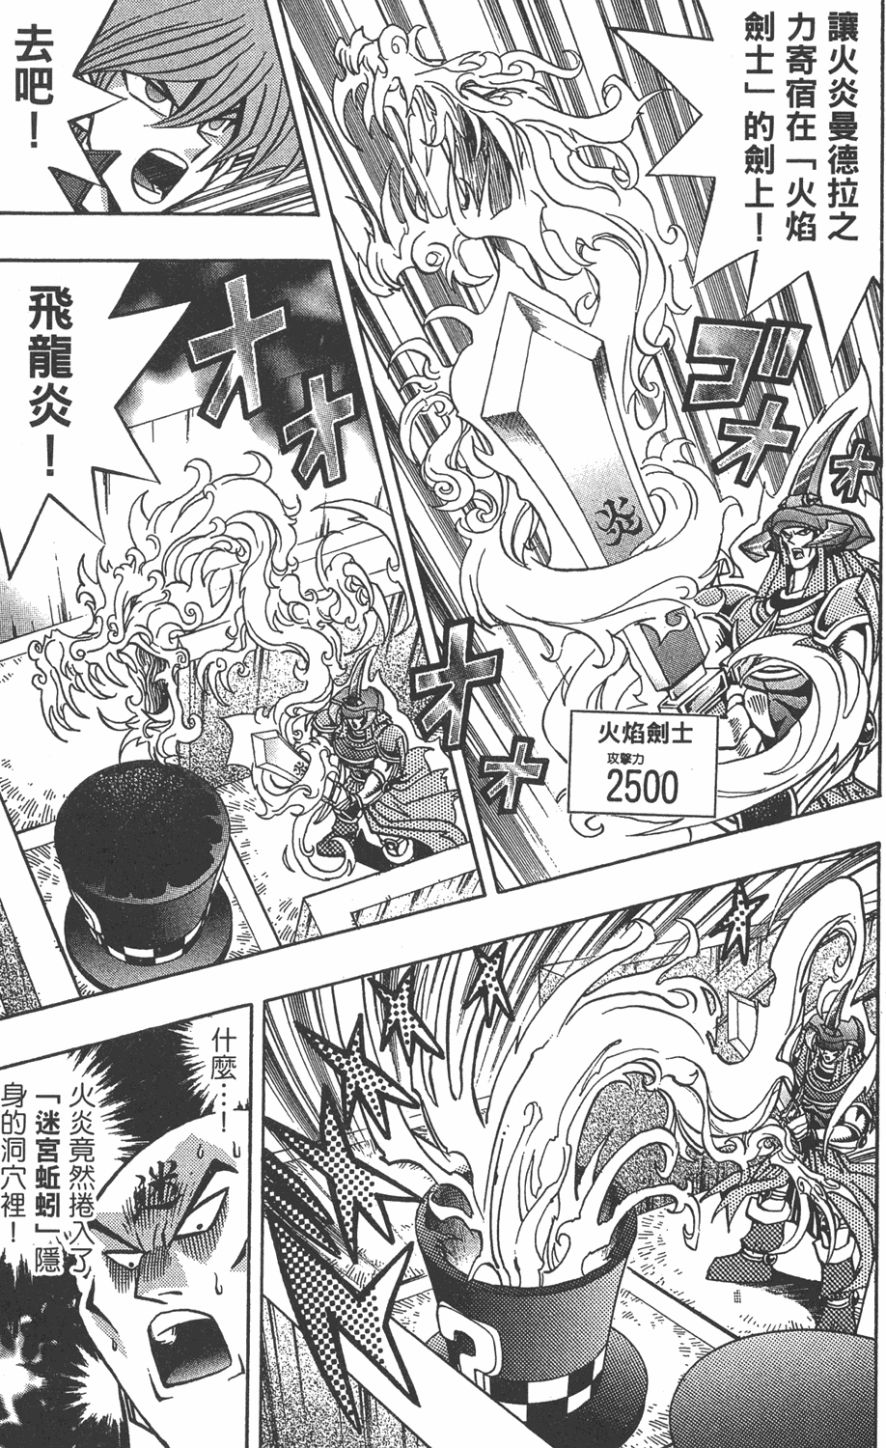 讓火炎曼德拉之
力寄宿在「火焰
劍士」的劍上！
ゴオオ
炎
火焰劍士
攻擊力
2500
去吧！
飛龍炎！
オオオオ
什麼…！
火炎竟然捲入了
「迷宮蚯蚓」隱
身的洞穴裡！
迷
?